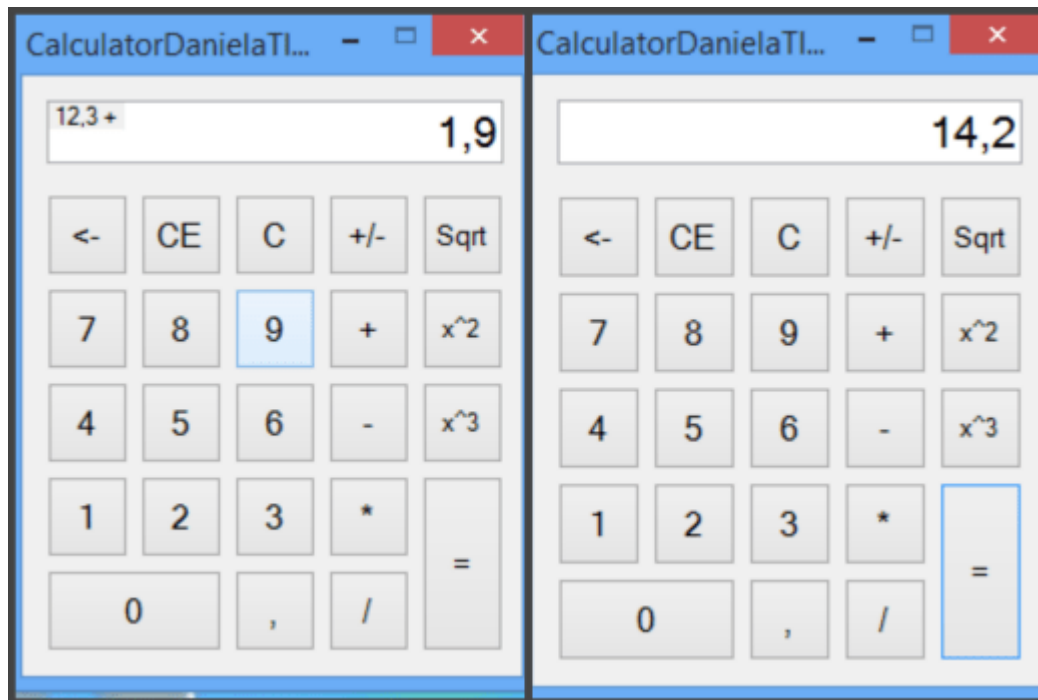 CalculatorDanielaTI...
12,3 +
1,9
<- CE C +/- Sqrt
7 8 9 + x^2
4 5 6 - x^3
1 2 3 *
=
0 , /
CalculatorDanielaTI...
14,2
<- CE C +/- Sqrt
7 8 9 + x^2
4 5 6 - x^3
1 2 3 *
=
0 , /